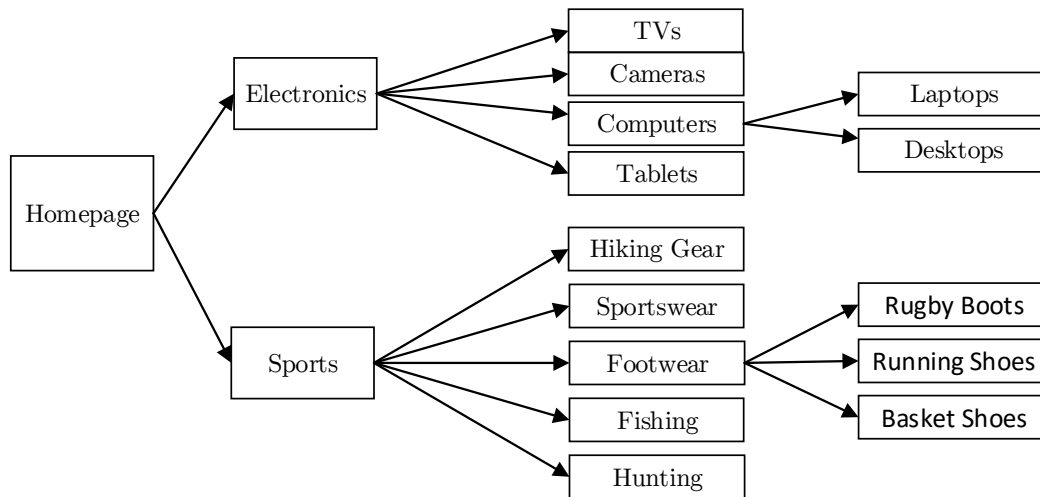 Homepage
Electronics
TVs
Cameras
Computers
Tablets
Laptops
Desktops
Sports
Hiking Gear
Sportswear
Footwear
Fishing
Hunting
Rugby Boots
Running Shoes
Basket Shoes